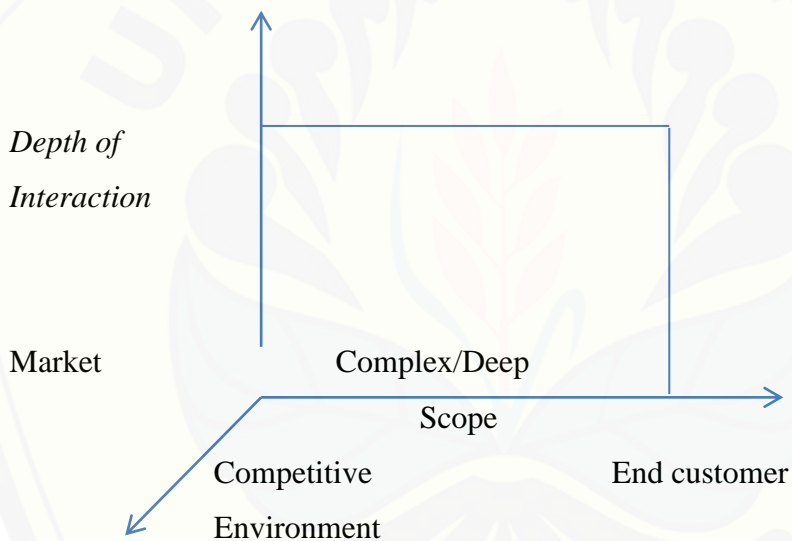 Depth of
Interaction
Market
Complex/Deep
Scope
Competitive
End customer
Environment